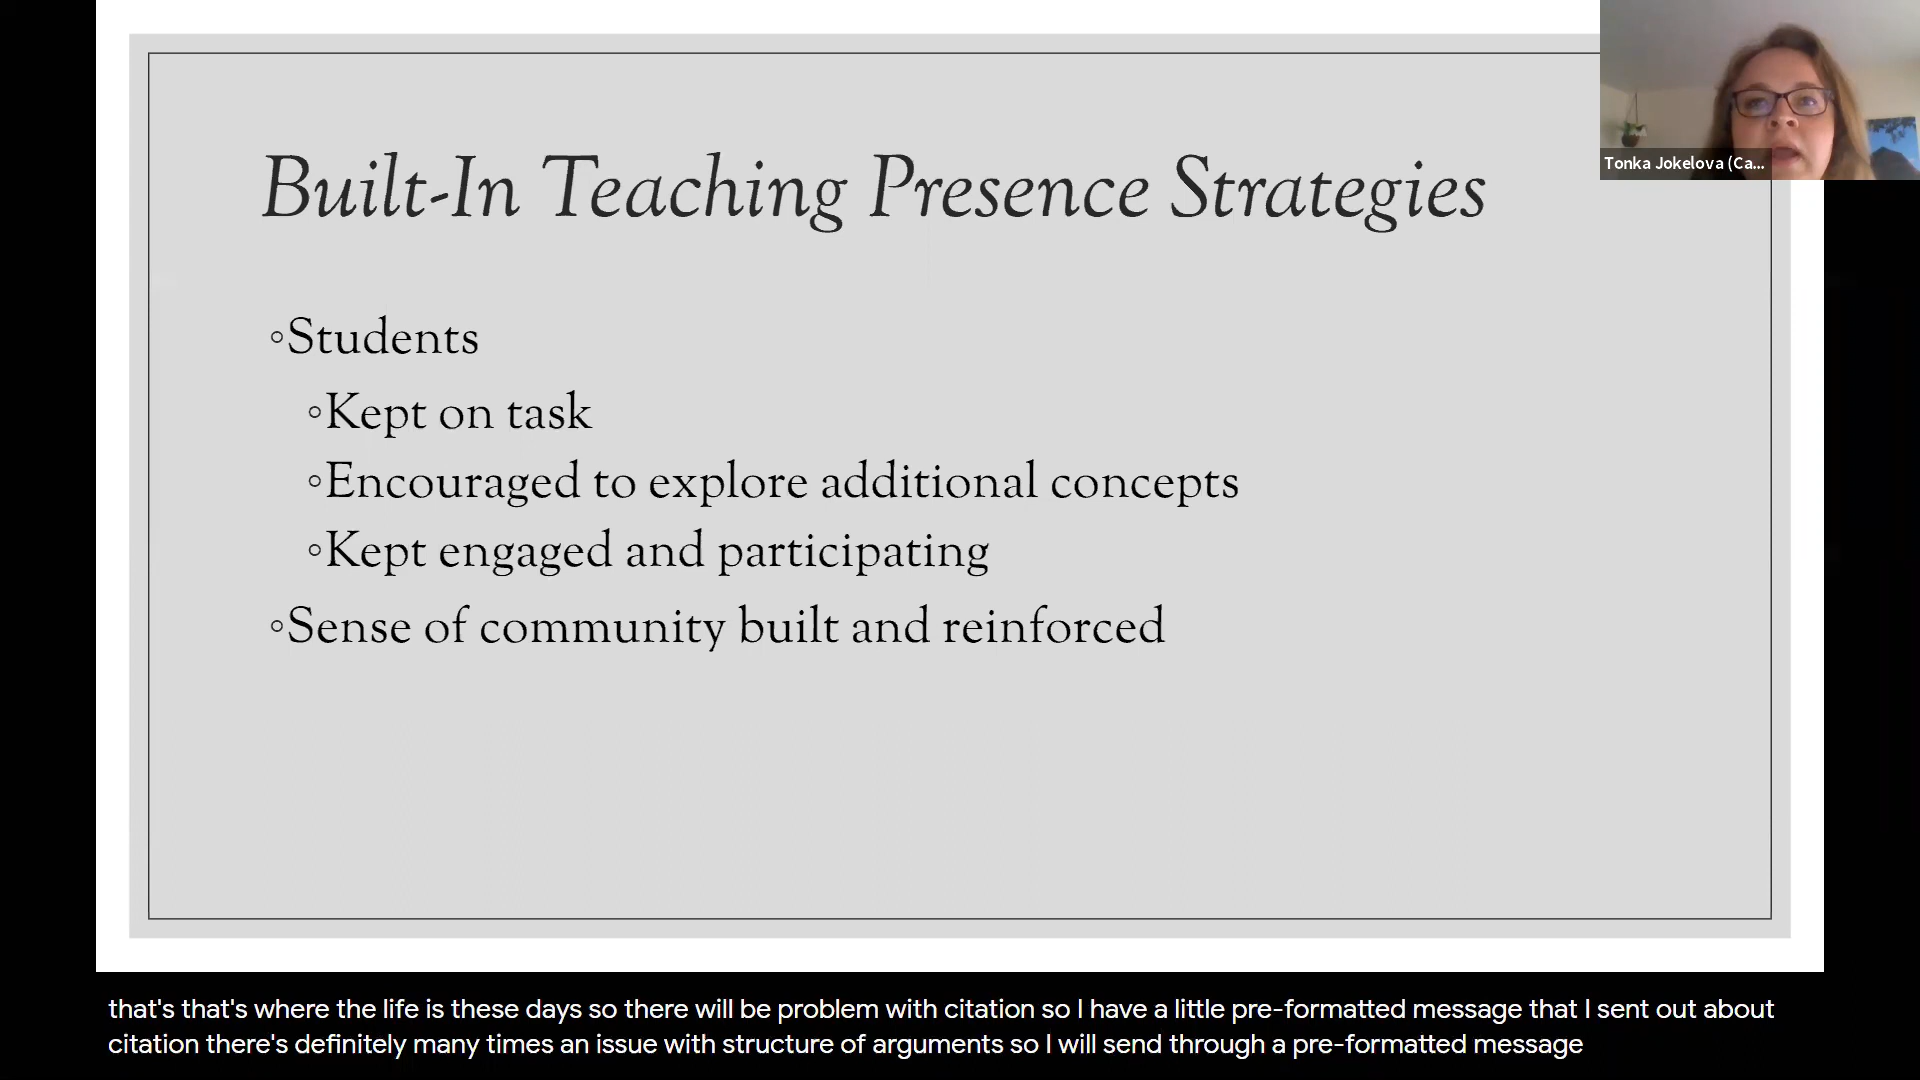 Built-In Teaching Presence Strategies
◦Students
◦Kept on task
◦Encouraged to explore additional concepts
◦Kept engaged and participating
◦Sense of community built and reinforced
Tonka Jokelova (Ca...
that's that's where the life is these days so there will be problem with citation so I have a little pre-formatted message that I sent out about
citation there's definitely many times an issue with structure of arguments so I will send through a pre-formatted message